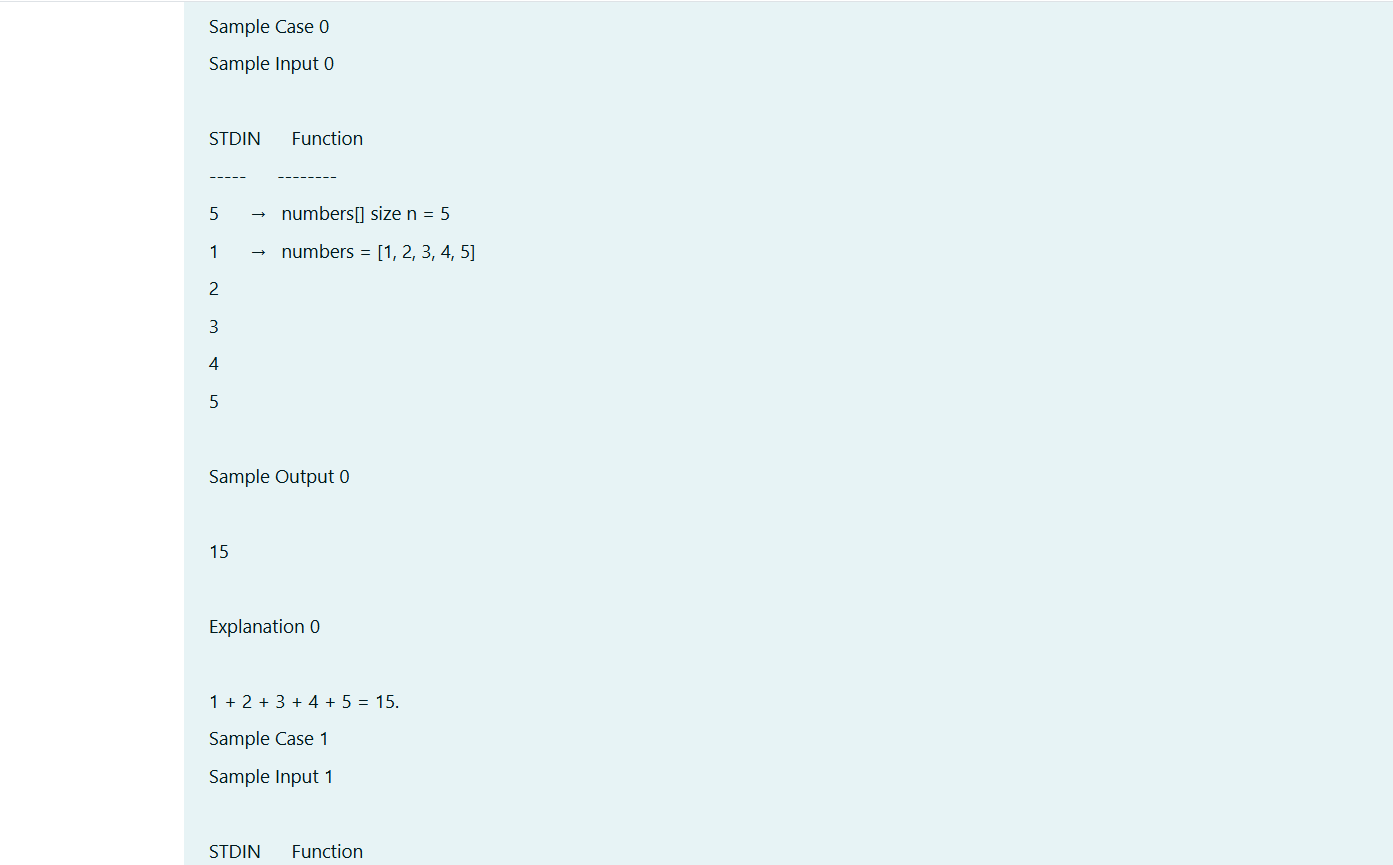 Sample Case 0
Sample Input 0
STDIN Function
----- --------
5 → numbers[] size n = 5
1 → numbers = [1, 2, 3, 4, 5]
2
3
4
5
Sample Output 0
15
Explanation 0
1 + 2 + 3 + 4 + 5 = 15.
Sample Case 1
Sample Input 1
STDIN Function